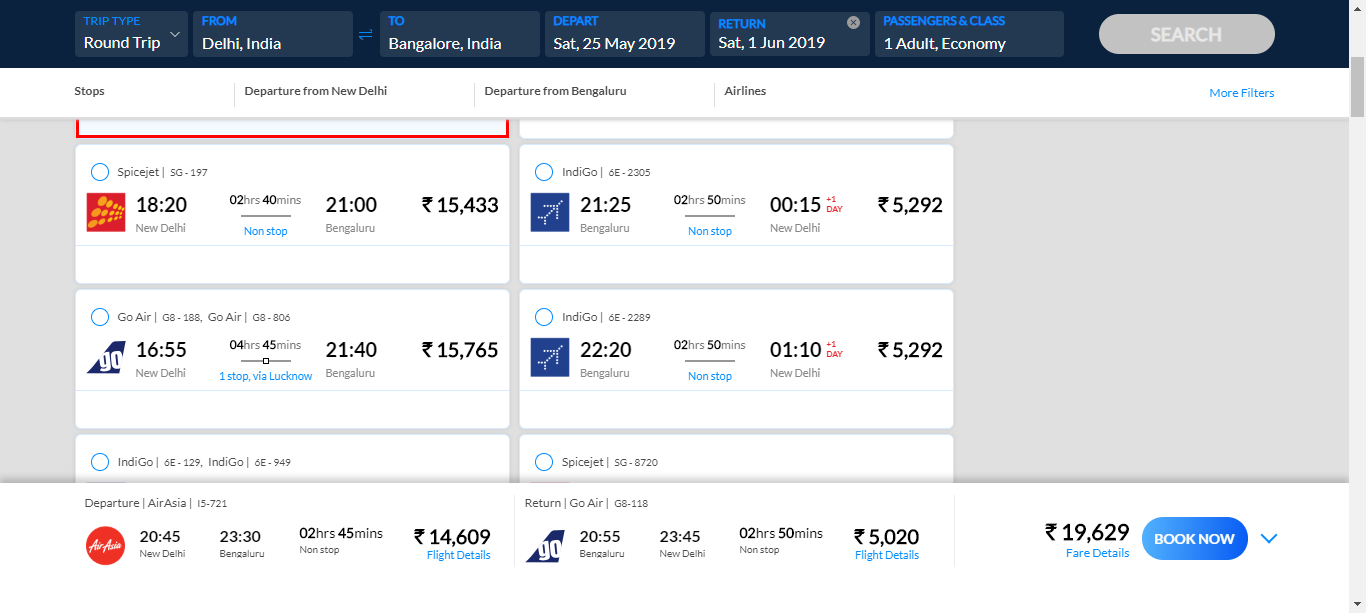 TRIP TYPE
Round Trip
FROM
Delhi, India
TO
Bangalore, India
DEPART
Sat, 25 May 2019
RETURN
Sat, 1 Jun 2019
PASSENGERS & CLASS
1 Adult, Economy
SEARCH
Stops
Departure from New Delhi
Departure from Bengaluru
Airlines
More Filters
Spicejet | SG - 197
18:20
New Delhi
02hrs 40mins
Non stop
21:00
Bengaluru
₹ 15,433
IndiGo | 6E - 2305
21:25
Bengaluru
02hrs 50mins
Non stop
00:15 +1 DAY
New Delhi
₹ 5,292
Go Air | G8 - 188, Go Air | G8 - 806
GO
16:55
New Delhi
04hrs 45mins
1 stop, via Lucknow
21:40
Bengaluru
₹ 15,765
IndiGo | 6E - 2289
22:20
Bengaluru
02hrs 50mins
Non stop
01:10 +1 DAY
New Delhi
₹ 5,292
IndiGo | 6E - 129, IndiGo | 6E - 949
Spicejet | SG - 8720
Departure | AirAsia | I5-721
AirAsia
20:45
New Delhi
23:30
Bengaluru
02hrs 45mins
Non stop
₹ 14,609
Flight Details
Return | Go Air | G8-118
GO
20:55
Bengaluru
23:45
New Delhi
02hrs 50mins
Non stop
₹ 5,020
Flight Details
₹ 19,629
Fare Details
BOOK NOW